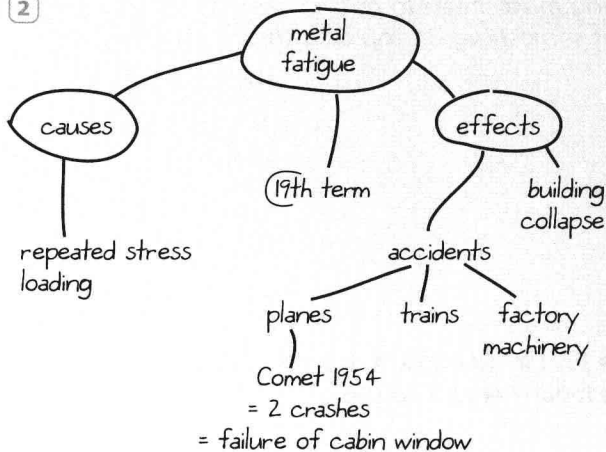 2
metal
fatigue
causes
effects
19th term
building
collapse
repeated stress
loading
accidents
planes
trains
factory
machinery
Comet 1954
= 2 crashes
= failure of cabin window